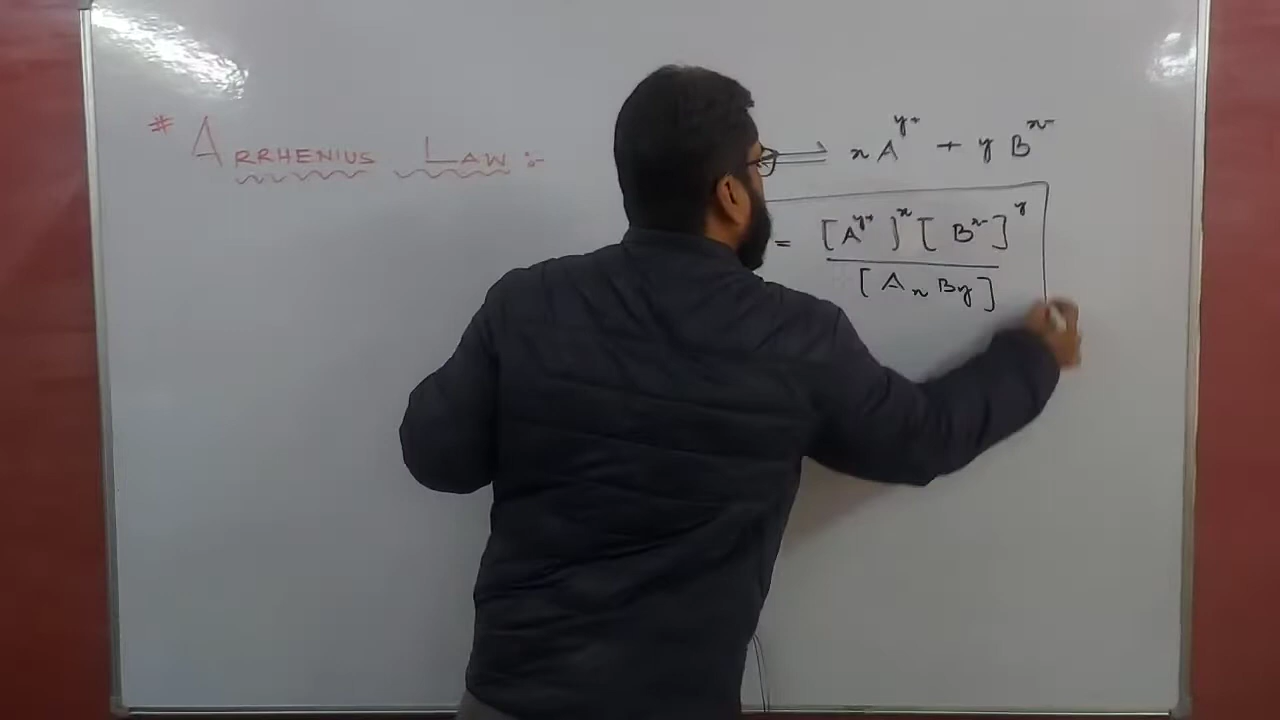 # ARRHENIUS LAW :-
⇌ x A^y+ + y B^x-
= [A^y+]^x [B^x-]^y
[A_x B_y]